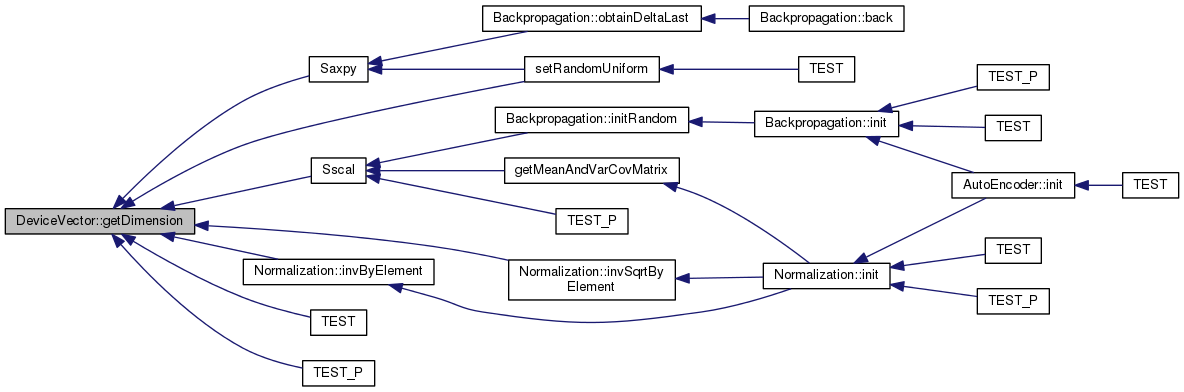 Backpropagation::obtainDeltaLast
Backpropagation::back
Saxpy
setRandomUniform
TEST
TEST_P
Backpropagation::initRandom
Backpropagation::init
TEST
Sscal
getMeanAndVarCovMatrix
AutoEncoder::init
TEST
TEST_P
DeviceVector::getDimension
TEST
Normalization::invByElement
Normalization::invSqrtBy
Element
Normalization::init
TEST_P
TEST
TEST_P